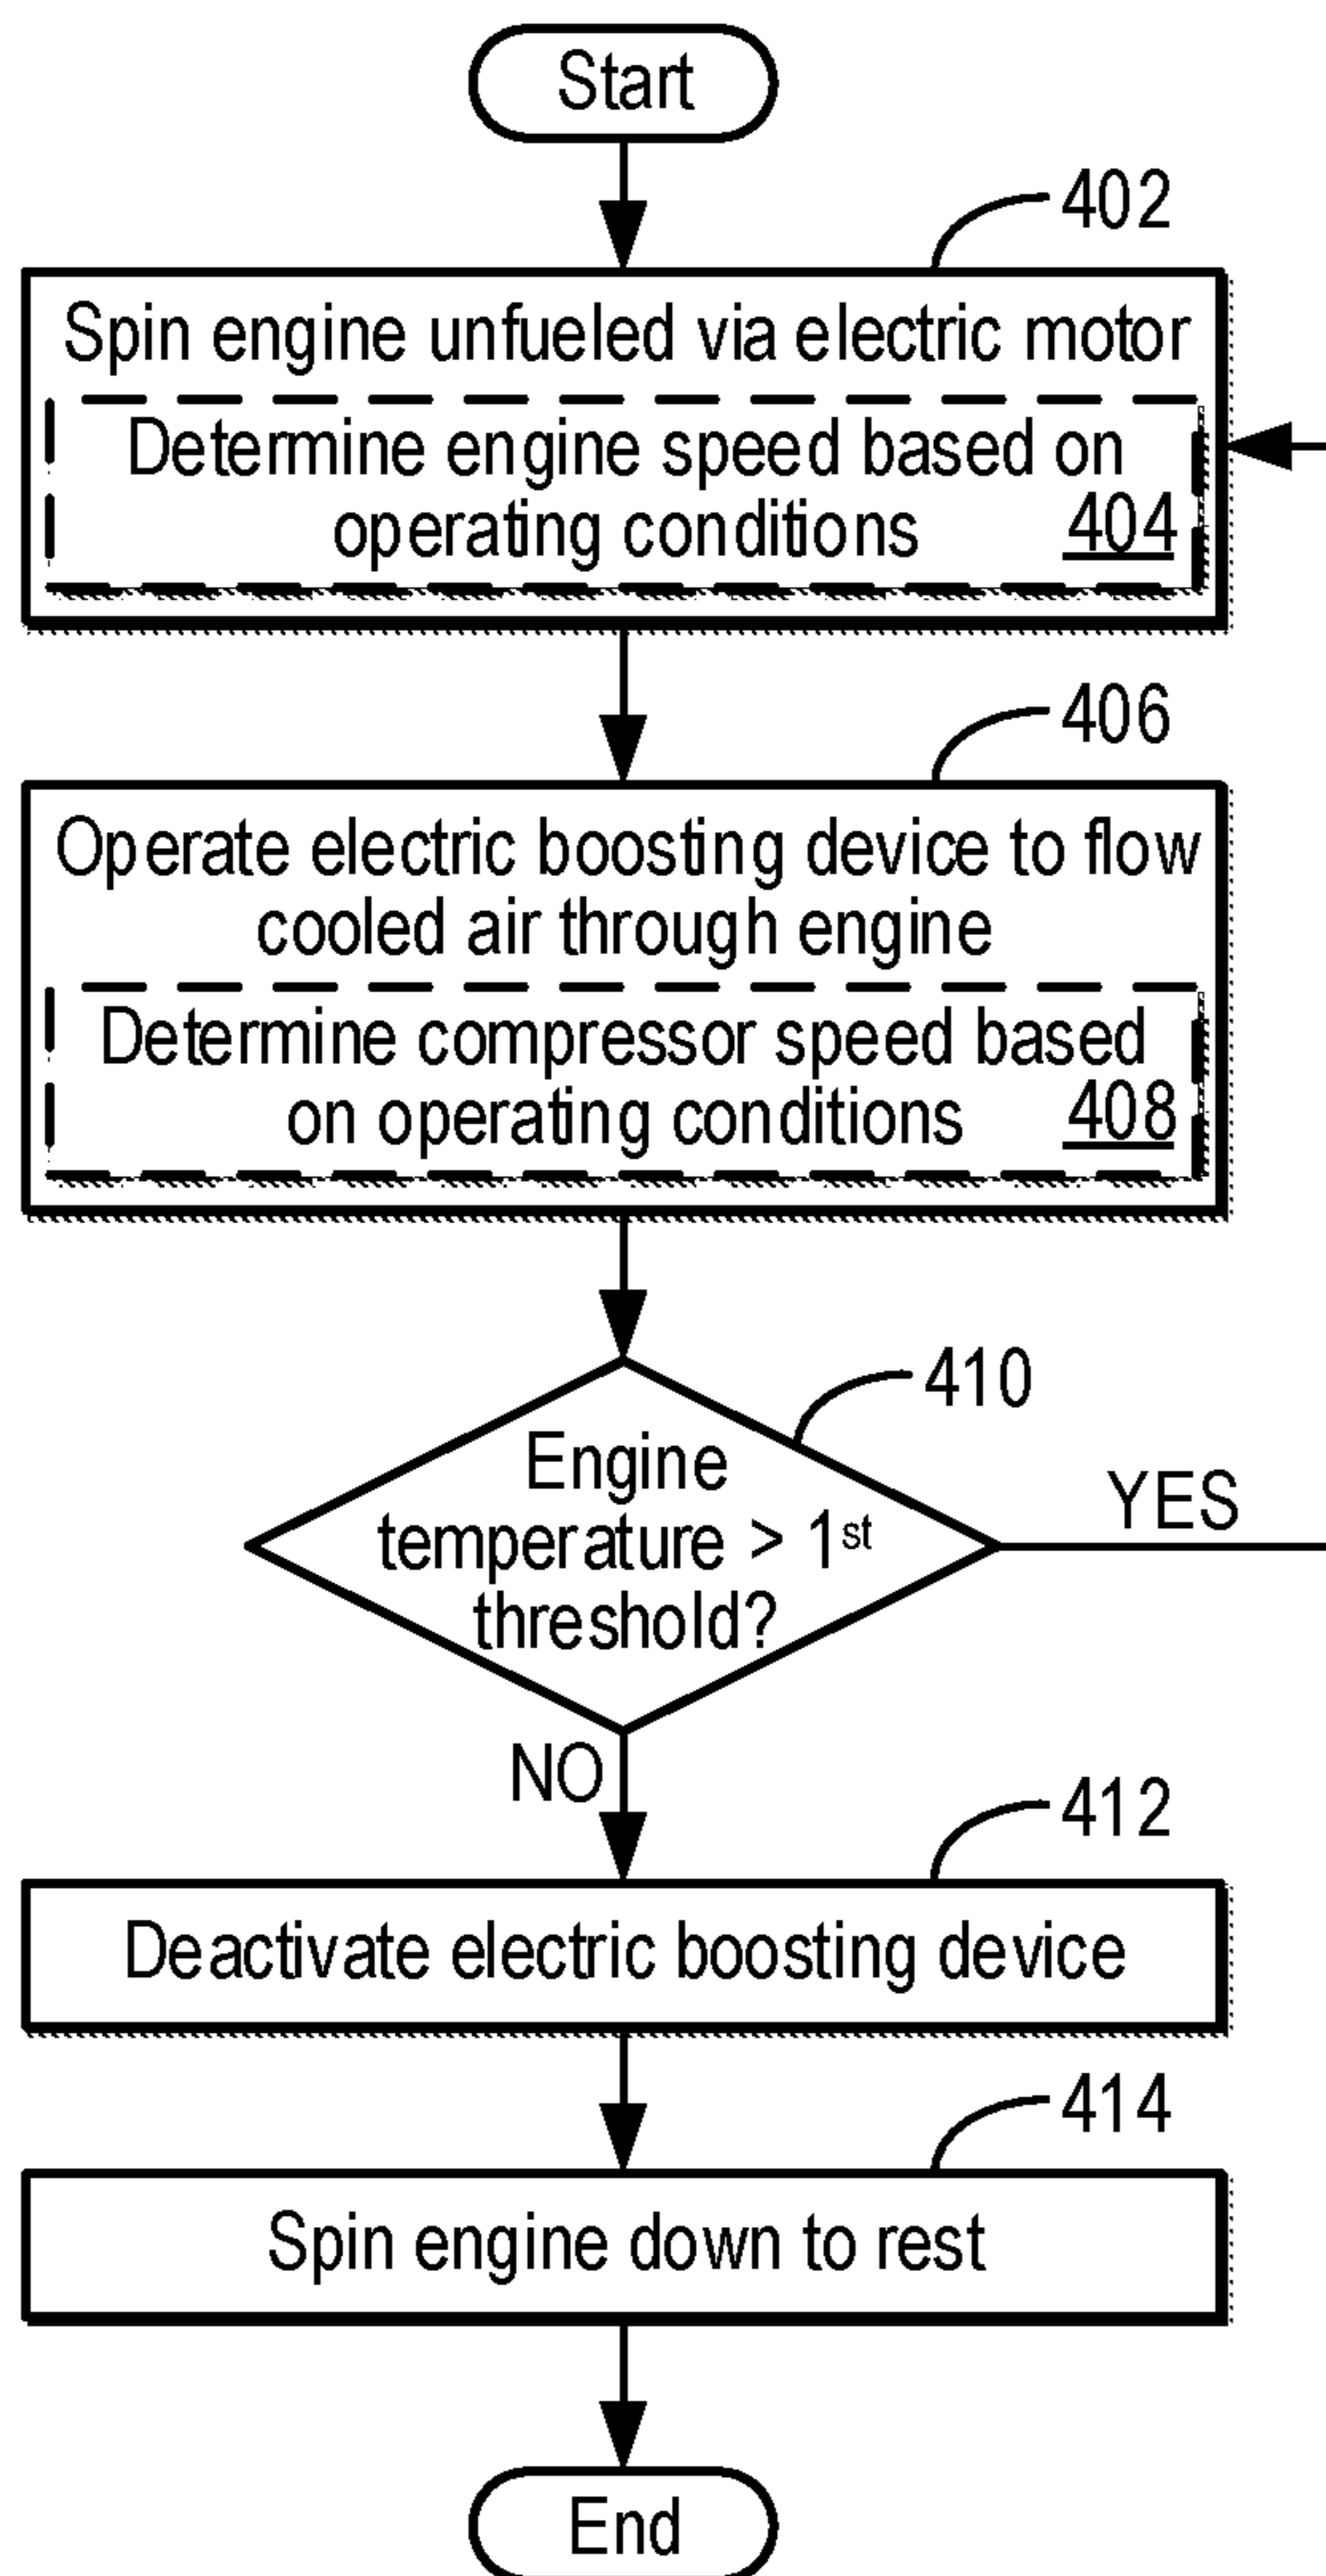 Start
402
Spin engine unfueled via electric motor
Determine engine speed based on
operating conditions 404
406
Operate electric boosting device to flow
cooled air through engine
Determine compressor speed based
on operating conditions 408
410
Engine
temperature > 1st
threshold?
YES
NO
412
Deactivate electric boosting device
414
Spin engine down to rest
End